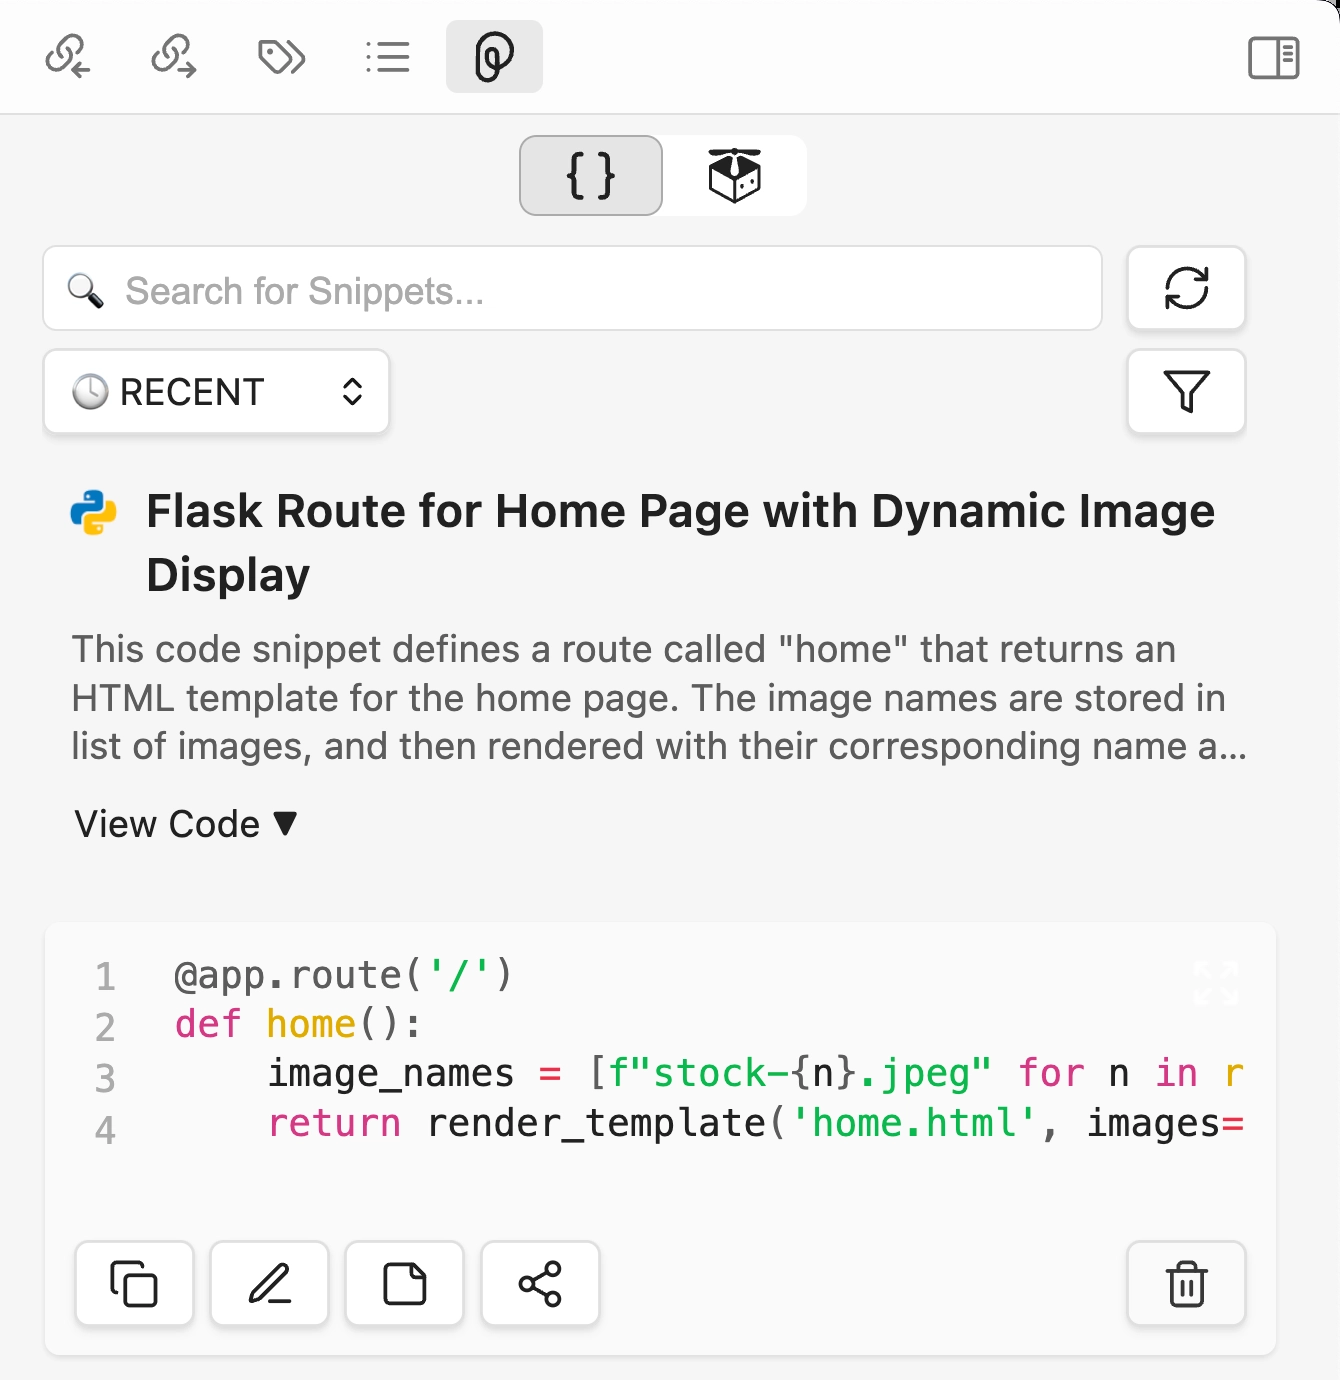 { }
Search for Snippets...
RECENT
Flask Route for Home Page with Dynamic Image
Display
This code snippet defines a route called "home" that returns an
HTML template for the home page. The image names are stored in
list of images, and then rendered with their corresponding name a...
View Code ▼
1 @app.route('/')
2 def home():
3     image_names = [f"stock-{n}.jpeg" for n in r
4     return render_template('home.html', images=